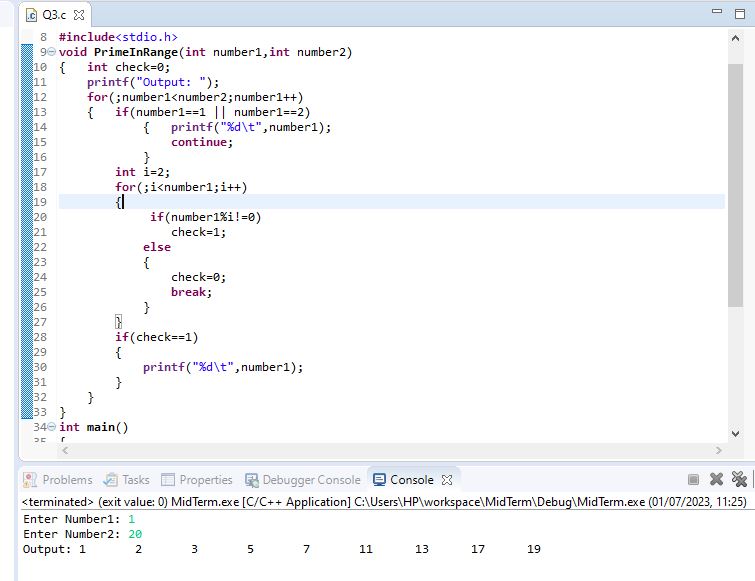 Q3.c
8 #include<stdio.h>
9 void PrimeInRange(int number1,int number2)
10 {   int check=0;
11     printf("Output: ");
12     for(;number1<number2;number1++)
13     {   if(number1==1 || number1==2)
14             {   printf("%d\t",number1);
15             continue;
16             }
17         int i=2;
18         for(;i<number1;i++)
19         {
20              if(number1%i!=0)
21                 check=1;
22             else
23             {
24                 check=0;
25                 break;
26             }
27         }
28         if(check==1)
29         {
30             printf("%d\t",number1);
31         }
32     }
33 }
34 int main()
35 {
Problems Tasks Properties Debugger Console Console
<terminated> (exit value: 0) MidTerm.exe [C/C++ Application] C:\Users\HP\workspace\MidTerm\Debug\MidTerm.exe (01/07/2023, 11:25)
Enter Number1: 1
Enter Number2: 20
Output: 1 2 3 5 7 11 13 17 19